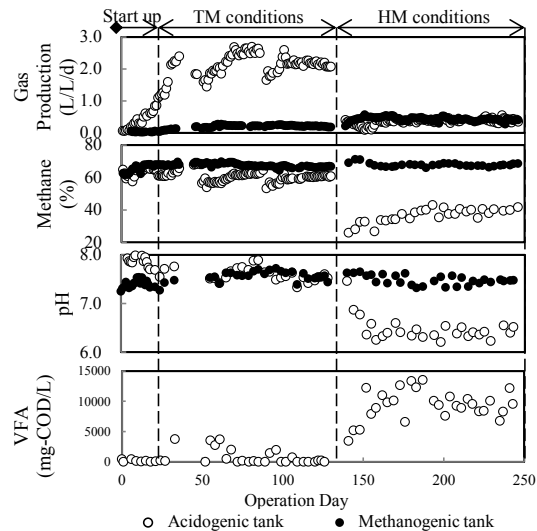 Start up TM conditions HM conditions
Gas Production (L/L/d)
3.0
2.0
1.0
0.0
Methane (%)
80
60
40
20
pH
8.0
7.0
6.0
VFA (mg-COD/L)
15000
10000
5000
0
0 50 100 150 200 250
Operation Day
Acidogenic tank Methanogenic tank